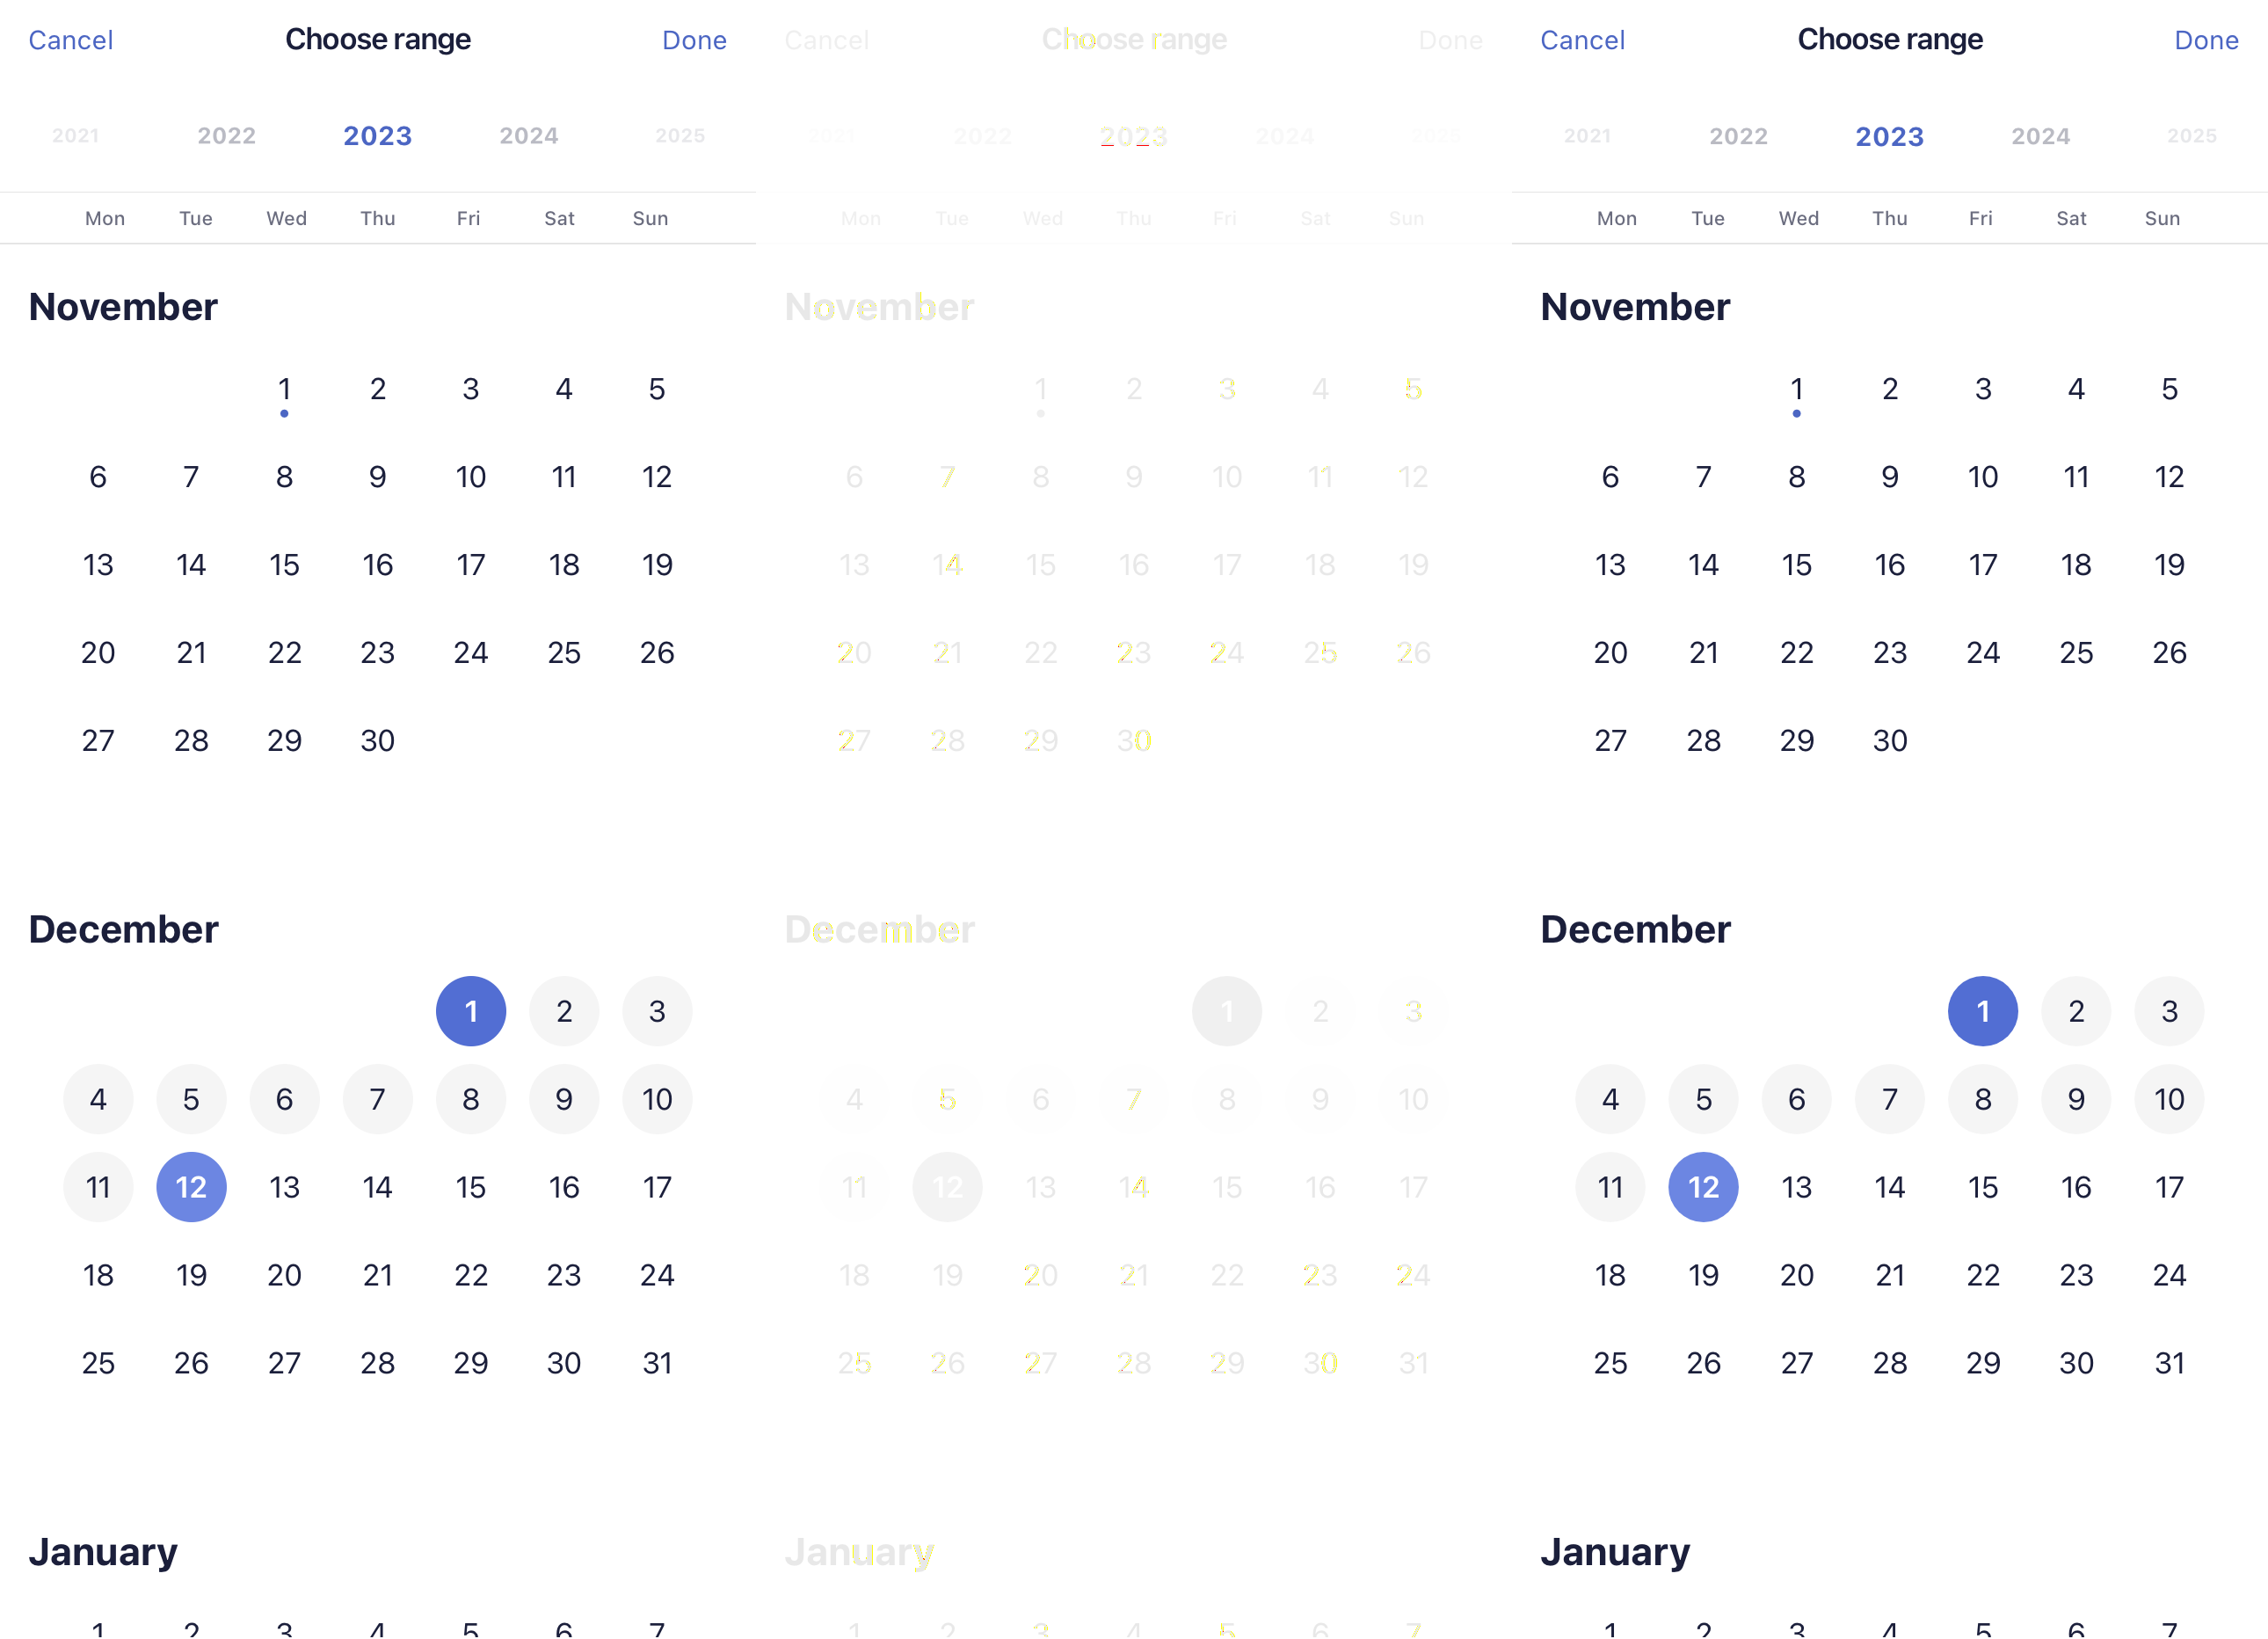 Cancel Choose range Done Cancel Choose range Done Cancel Choose range Done
2021 2022 2023 2024 2025 2021 2022 2023 2024 2025 2021 2022 2023 2024 2025
Mon Tue Wed Thu Fri Sat Sun Mon Tue Wed Thu Fri Sat Sun Mon Tue Wed Thu Fri Sat Sun
November November November
1 2 3 4 5 1 2 3 4 5 1 2 3 4 5
6 7 8 9 10 11 12 6 7 8 9 10 11 12 6 7 8 9 10 11 12
13 14 15 16 17 18 19 13 14 15 16 17 18 19 13 14 15 16 17 18 19
20 21 22 23 24 25 26 20 21 22 23 24 25 26 20 21 22 23 24 25 26
27 28 29 30 27 28 29 30 27 28 29 30
December December December
1 2 3 1 2 3 1 2 3
4 5 6 7 8 9 10 4 5 6 7 8 9 10 4 5 6 7 8 9 10
11 12 13 14 15 16 17 11 12 13 14 15 16 17 11 12 13 14 15 16 17
18 19 20 21 22 23 24 18 19 20 21 22 23 24 18 19 20 21 22 23 24
25 26 27 28 29 30 31 25 26 27 28 29 30 31 25 26 27 28 29 30 31
January January January
1 2 3 4 5 6 7 1 2 3 4 5 6 7 1 2 3 4 5 6 7